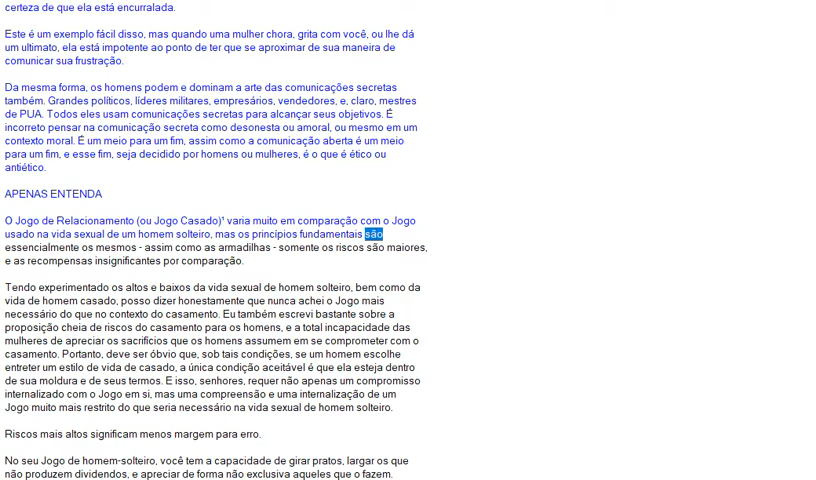 certeza de que ela está encurralada.
Este é um exemplo fácil disso, mas quando uma mulher chora, grita com você, ou lhe dá
um ultimato, ela está impotente ao ponto de ter que se aproximar de sua maneira de
comunicar sua frustração.
Da mesma forma, os homens podem e dominam a arte das comunicações secretas
também. Grandes políticos, líderes militares, empresários, vendedores, e, claro, mestres
de PUA. Todos eles usam comunicações secretas para alcançar seus objetivos. É
incorreto pensar na comunicação secreta como desonesta ou amoral, ou mesmo em um
contexto moral. É um meio para um fim, assim como a comunicação aberta é um meio
para um fim, e esse fim, seja decidido por homens ou mulheres, é o que é ético ou
antiético.
APENAS ENTENDA
O Jogo de Relacionamento (ou Jogo Casado)¹ varia muito em comparação com o Jogo
usado na vida sexual de um homem solteiro, mas os princípios fundamentais são
essencialmente os mesmos - assim como as armadilhas - somente os riscos são maiores,
e as recompensas insignificantes por comparação.
Tendo experimentado os altos e baixos da vida sexual de homem solteiro, bem como da
vida de homem casado, posso dizer honestamente que nunca achei o Jogo mais
necessário do que no contexto do casamento. Eu também escrevi bastante sobre a
proposição cheia de riscos do casamento para os homens, e a total incapacidade das
mulheres de apreciar os sacrifícios que os homens assumem em se comprometer com o
casamento. Portanto, deve ser óbvio que, sob tais condições, se um homem escolhe
entreter um estilo de vida de casado, a única condição aceitável é que ela esteja dentro
de sua moldura e de seus termos. E isso, senhores, requer não apenas um compromisso
internalizado com o Jogo em si, mas uma compreensão e uma internalização de um
Jogo muito mais restrito do que seria necessário na vida sexual de homem solteiro.
Riscos mais altos significam menos margem para erro.
No seu Jogo de homem-solteiro, você tem a capacidade de girar pratos, largar os que
não produzem dividendos, e apreciar de forma não exclusiva aqueles que o fazem.